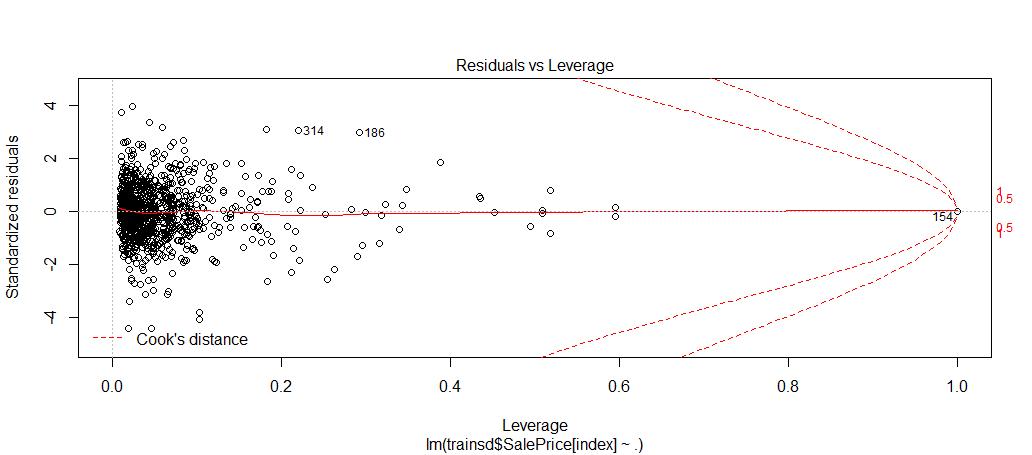 Residuals vs Leverage
Standardized residuals
4
2
0
-2
-4
314
186
154
1
0.5
0.5
1
Cook's distance
0.0 0.2 0.4 0.6 0.8 1.0
Leverage
lm(trainsd$SalePrice[index] ~ .)